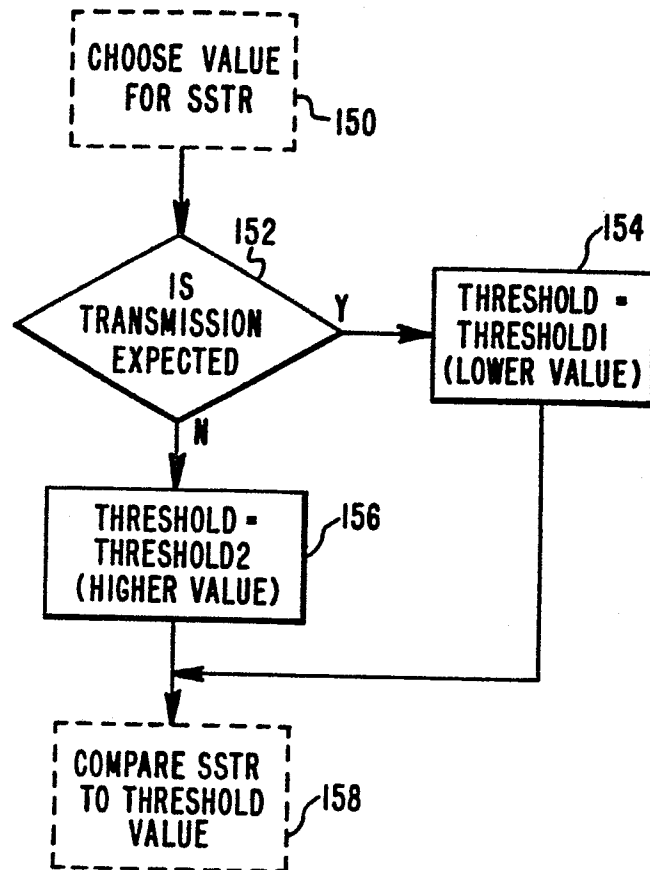 CHOOSE VALUE
FOR SSTR
150
152
IS
TRANSMISSION
EXPECTED
Y
154
THRESHOLD =
THRESHOLD1
(LOWER VALUE)
N
THRESHOLD =
THRESHOLD2
(HIGHER VALUE)
156
COMPARE SSTR
TO THRESHOLD
VALUE
158